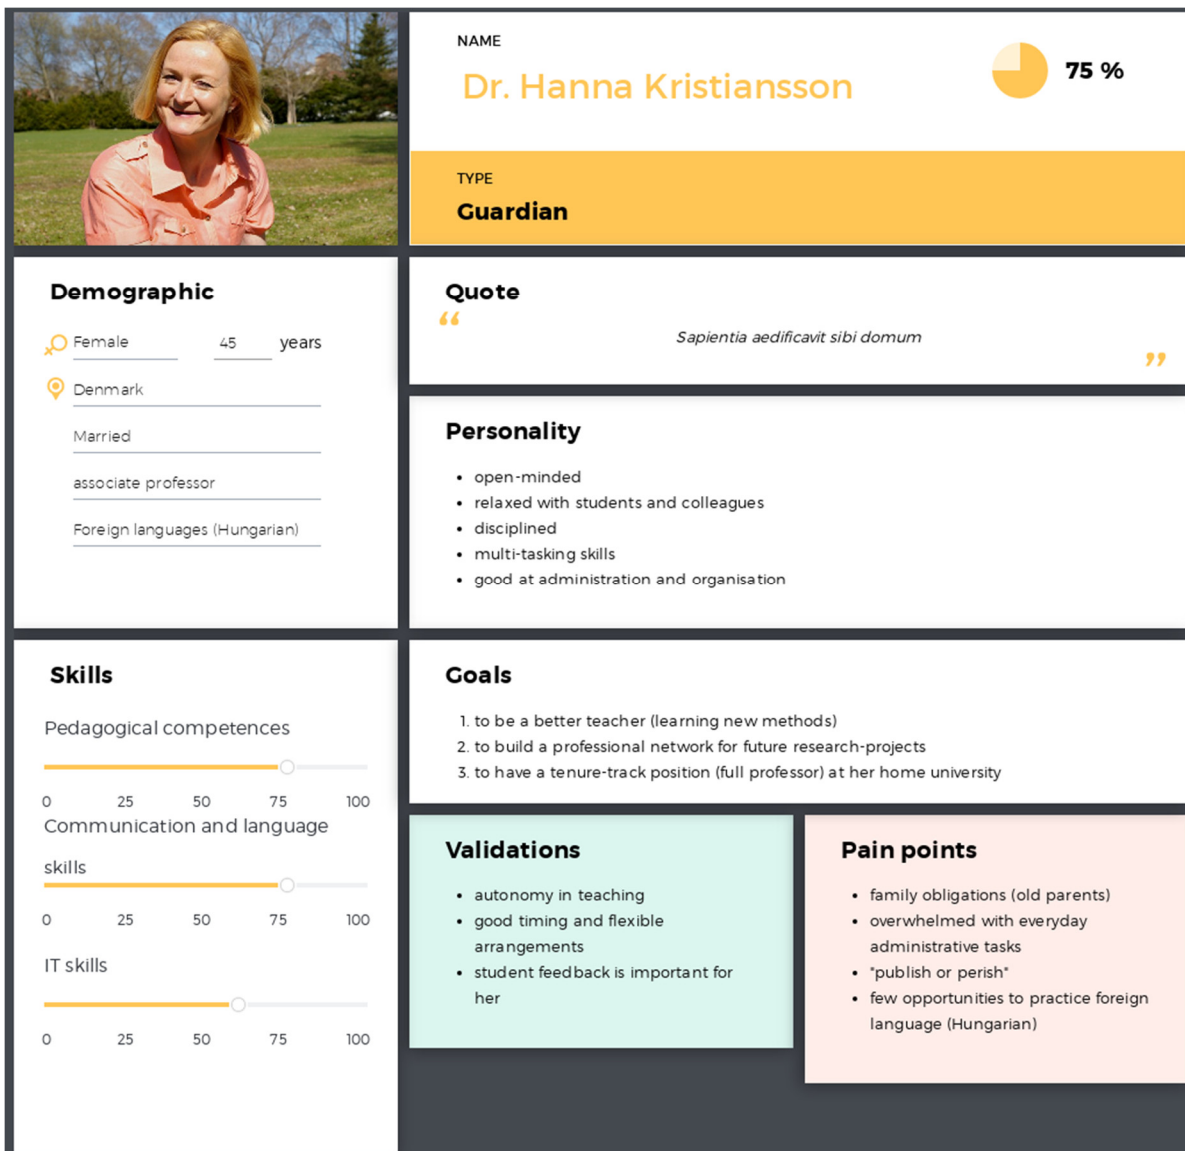 NAME
Dr. Hanna Kristiansson
75 %
TYPE
Guardian
Demographic
Female 45 years
Denmark
Married
associate professor
Foreign languages (Hungarian)
Quote
“
Sapientia aedificavit sibi domum
”
Personality
• open-minded
• relaxed with students and colleagues
• disciplined
• multi-tasking skills
• good at administration and organisation
Skills
Pedagogical competences
0 25 50 75 100
Communication and language
skills
0 25 50 75 100
IT skills
0 25 50 75 100
Goals
1. to be a better teacher (learning new methods)
2. to build a professional network for future research-projects
3. to have a tenure-track position (full professor) at her home university
Validations
• autonomy in teaching
• good timing and flexible
arrangements
• student feedback is important for
her
Pain points
• family obligations (old parents)
• overwhelmed with everyday
administrative tasks
• "publish or perish"
• few opportunities to practice foreign
language (Hungarian)